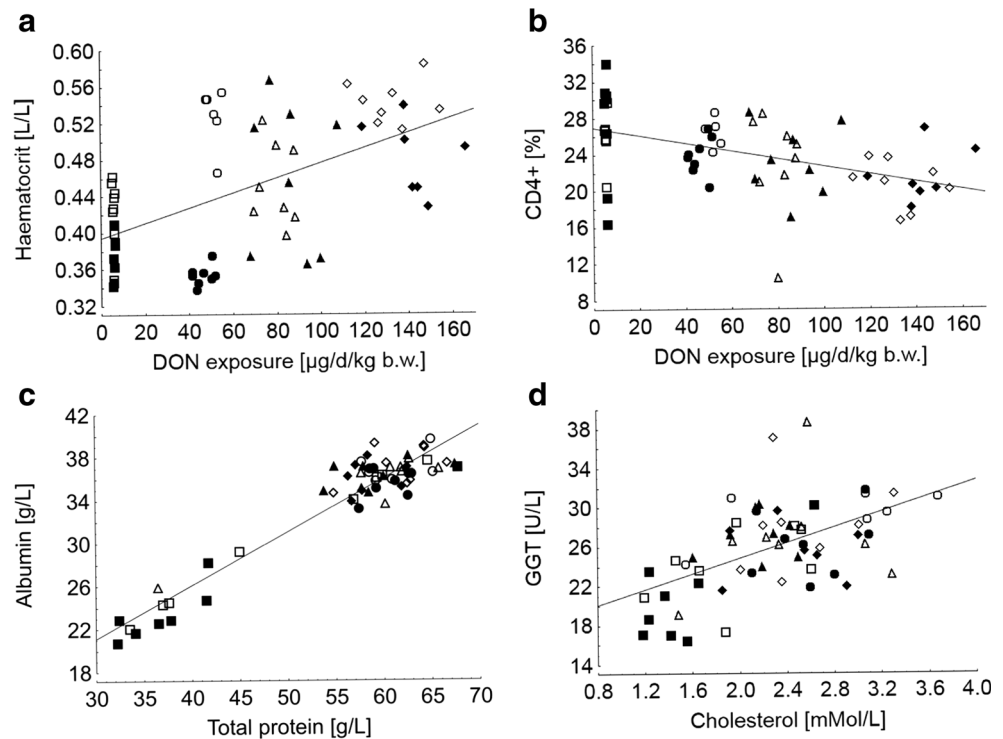 a
0.60
0.56
0.52
0.48
0.44
0.40
0.36
0.32
Haematocrit [L/L]
0 20 40 60 80 100 120 140 160
DON exposure [µg/d/kg b.w.]
b
36
32
28
24
20
16
12
8
CD4+ [%]
0 20 40 60 80 100 120 140 160
DON exposure [µg/d/kg b.w.]
c
42
38
34
30
26
22
18
Albumin [g/L]
30 35 40 45 50 55 60 65 70
Total protein [g/L]
d
38
34
30
26
22
18
14
GGT [U/L]
0.8 1.2 1.6 2.0 2.4 2.8 3.2 3.6 4.0
Cholesterol [mMol/L]